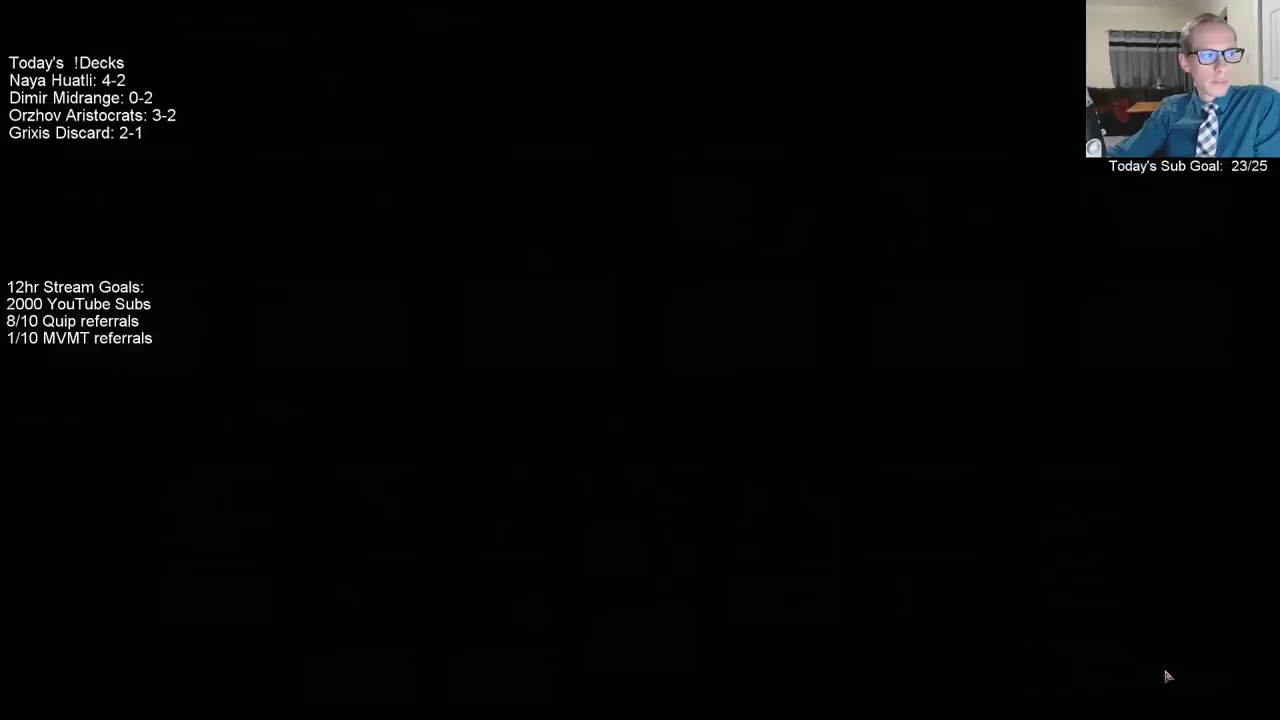 Today's !Decks
Naya Huatli: 4-2
Dimir Midrange: 0-2
Orzhov Aristocrats: 3-2
Grixis Discard: 2-1
Today's Sub Goal: 23/25
12hr Stream Goals:
2000 YouTube Subs
8/10 Quip referrals
1/10 MVMT referrals